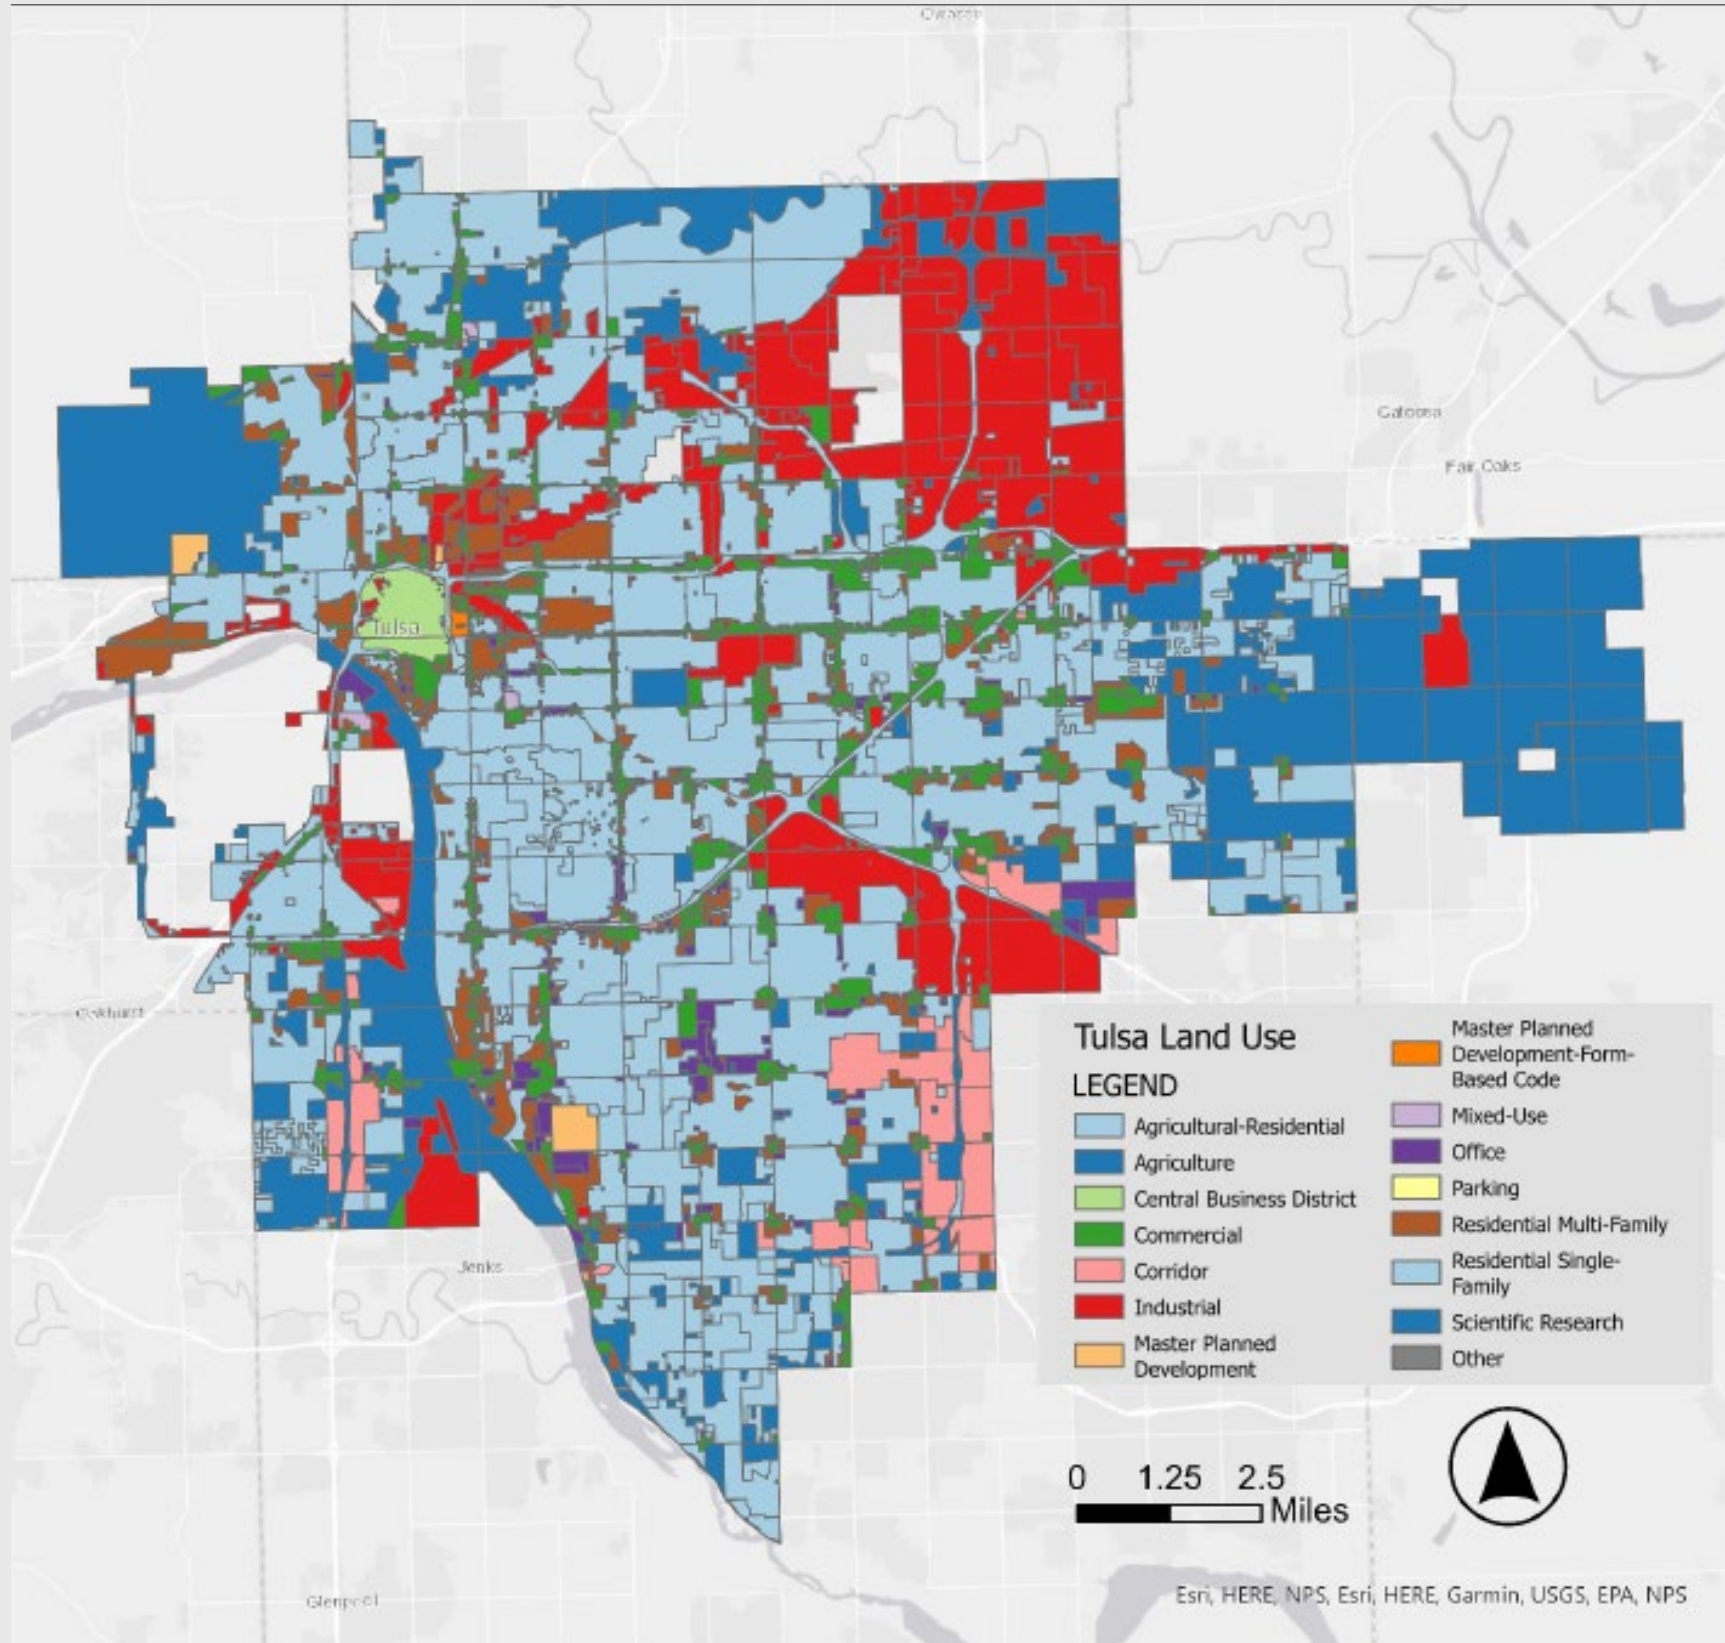 Owasso
Catoosa
Fair Oaks
Tulsa
Oakhurst
Jenks
Glenpool
Tulsa Land Use
LEGEND
Agricultural-Residential
Agriculture
Central Business District
Commercial
Corridor
Industrial
Master Planned
Development
Master Planned
Development-Form-
Based Code
Mixed-Use
Office
Parking
Residential Multi-Family
Residential Single-
Family
Scientific Research
Other
0 1.25 2.5
Miles
Esri, HERE, NPS, Esri, HERE, Garmin, USGS, EPA, NPS